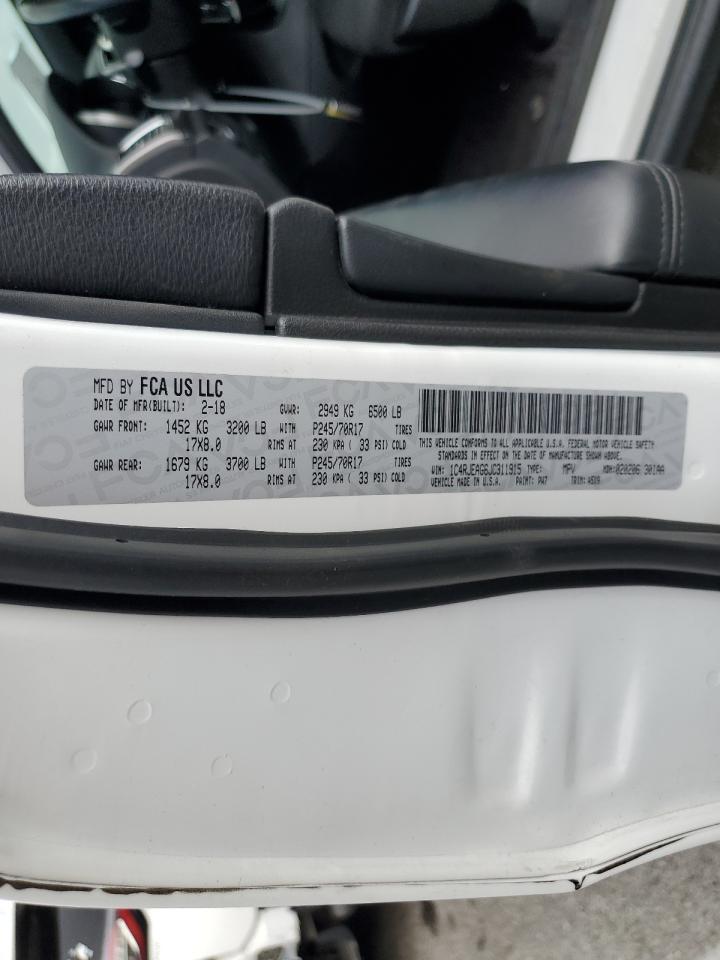 MFD BY FCA US LLC
DATE OF MFR(BUILT): 2-18 GVWR: 2949 KG 6500 LB
GAWR FRONT: 1452 KG 3200 LB WITH P245/70R17 TIRES
17X8.0 RIMS AT 230 KPA ( 33 PSI) COLD
GAWR REAR: 1679 KG 3700 LB WITH P245/70R17 TIRES
17X8.0 RIMS AT 230 KPA ( 33 PSI) COLD
THIS VEHICLE CONFORMS TO ALL APPLICABLE U.S.A. FEDERAL MOTOR VEHICLE SAFETY
STANDARDS IN EFFECT ON THE DATE OF MANUFACTURE SHOWN ABOVE.
VIN: 1C4RJEAG6JC311915 TYPE: MPV MDH:020206 301AA
VEHICLE MADE IN U.S.A. PAINT: PW7 TRIM: